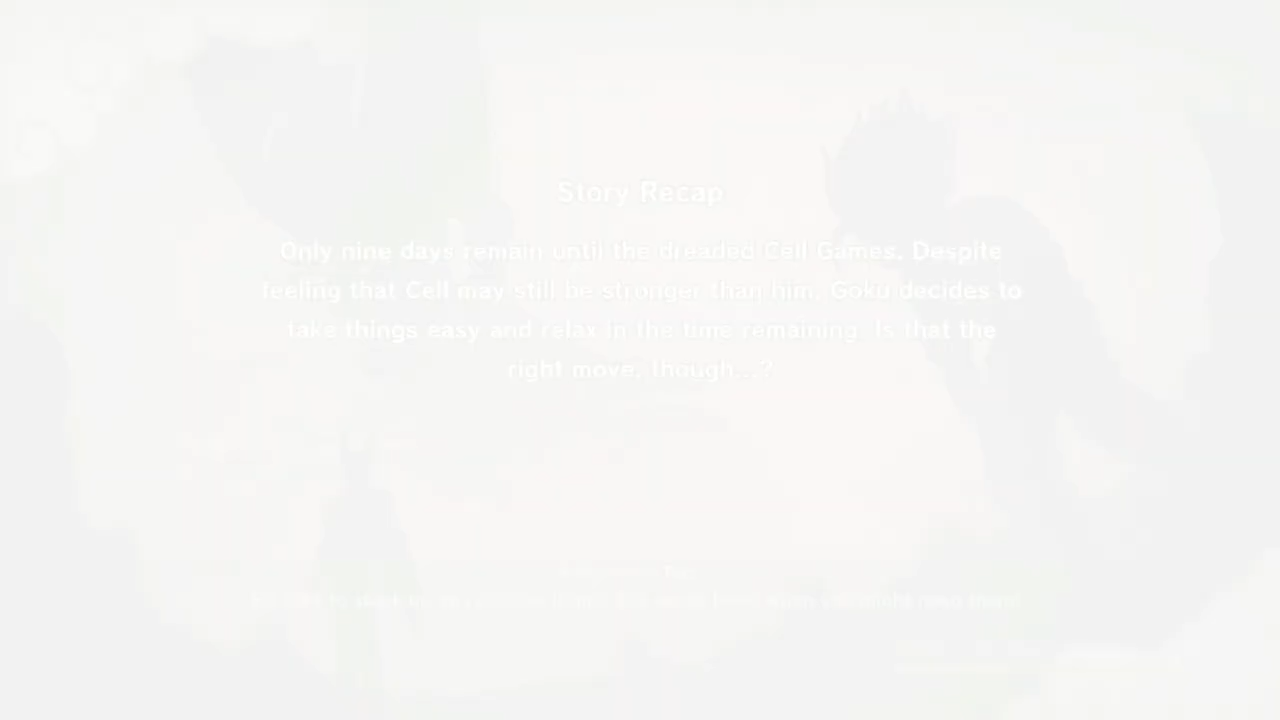 Story Recap
Only nine days remain until the dreaded Cell Games. Despite
feeling that Cell may still be stronger than him, Goku decides to
take things easy and relax in the time remaining. Is that the
right move, though...?